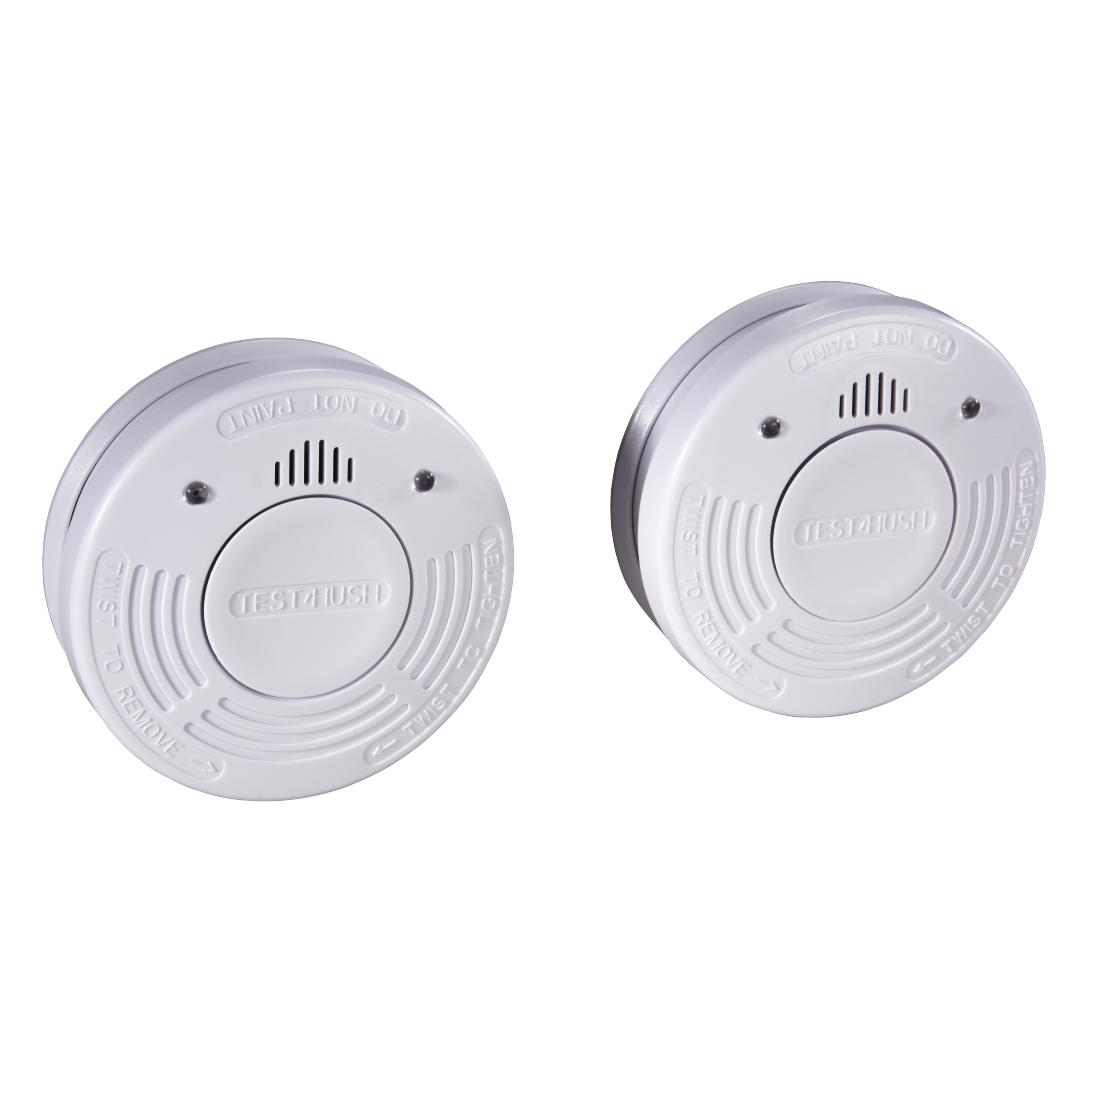 DO NOT PAINT
TEST/HUSH
TWIST TO REMOVE →
← TWIST TO TIGHTEN
DO NOT PAINT
TEST/HUSH
TWIST TO REMOVE →
← TWIST TO TIGHTEN